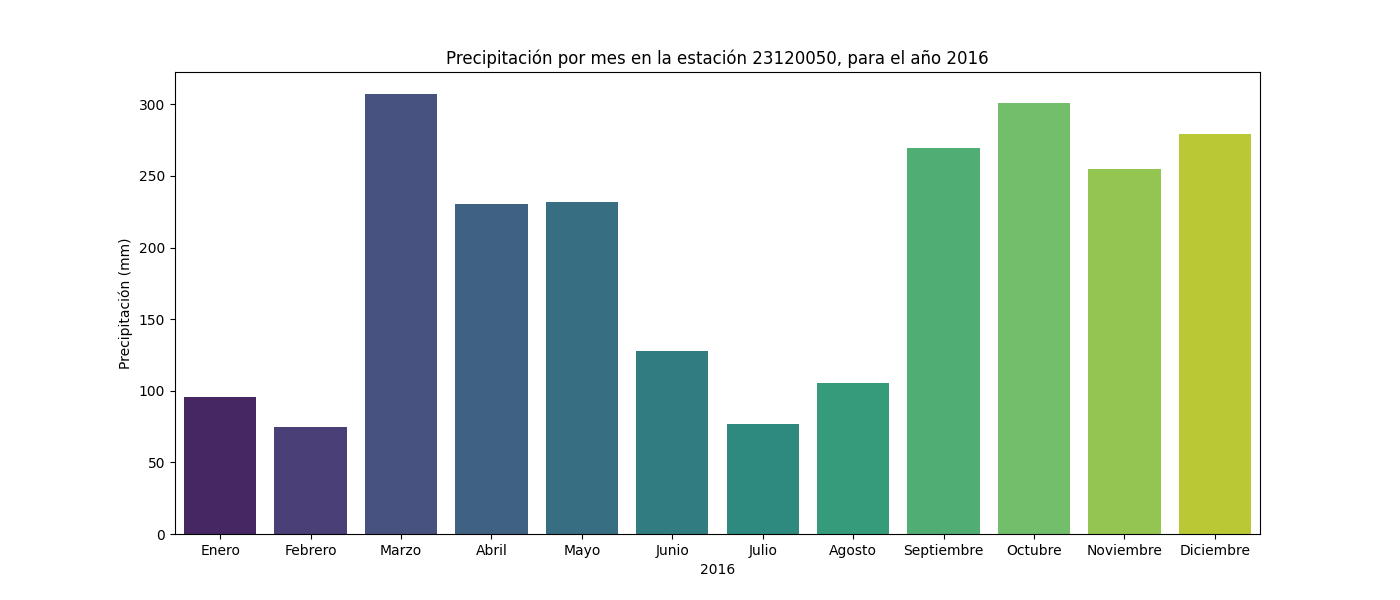 Precipitación por mes en la estación 23120050, para el año 2016
Precipitación (mm)
300
250
200
150
100
50
0
Enero Febrero Marzo Abril Mayo Junio Julio Agosto Septiembre Octubre Noviembre Diciembre
2016